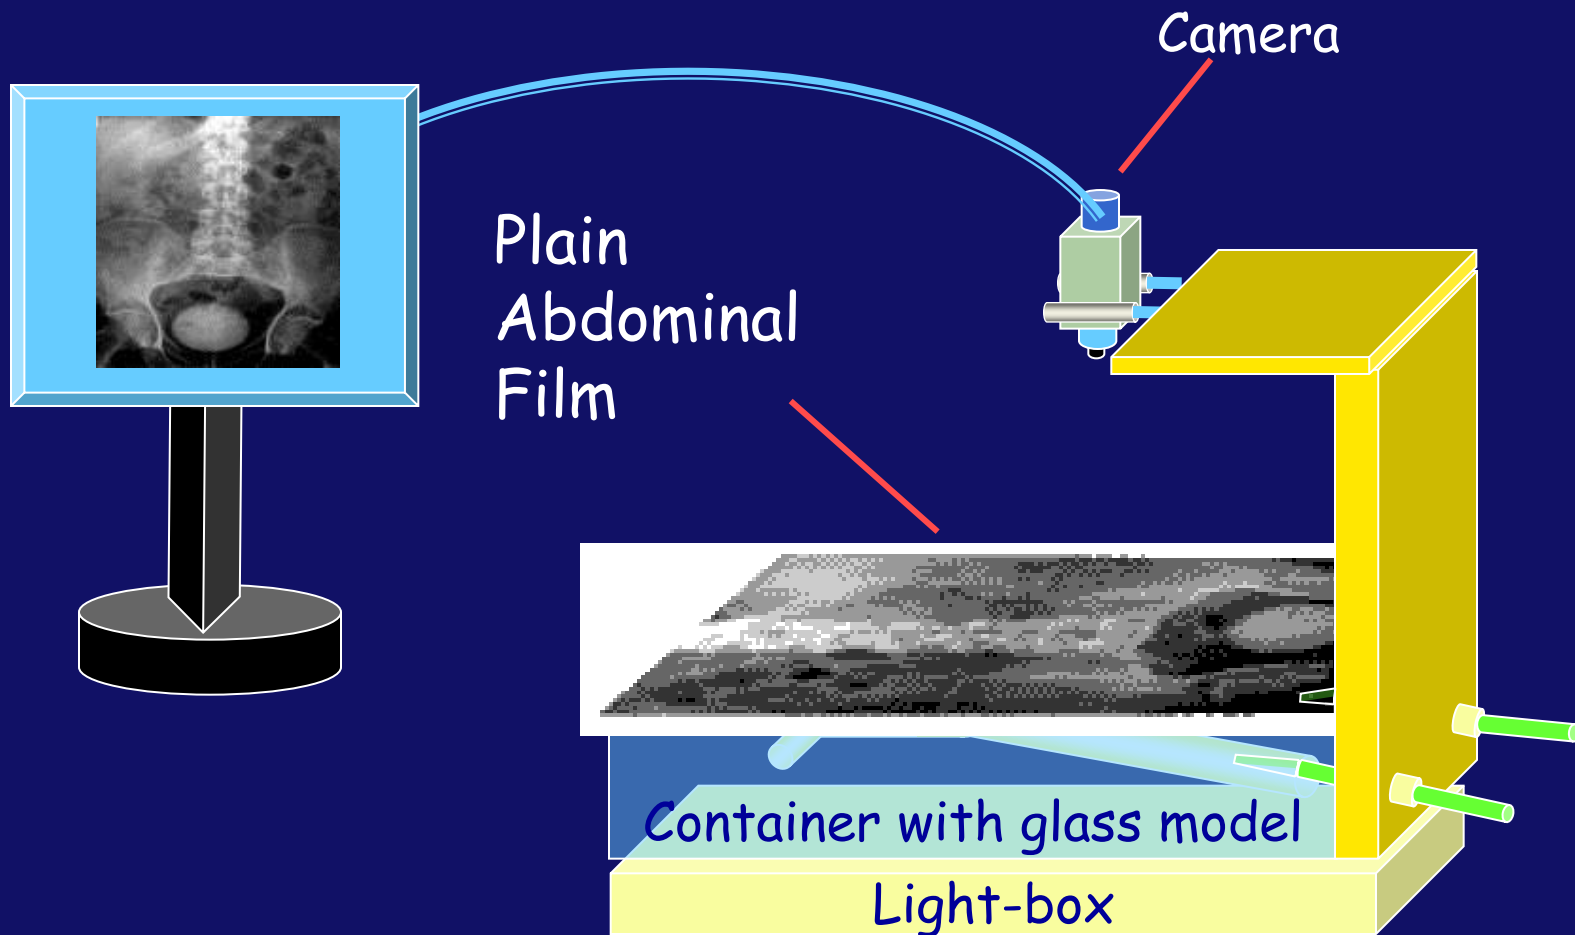 Camera
Plain
Abdominal
Film
Container with glass model
Light-box